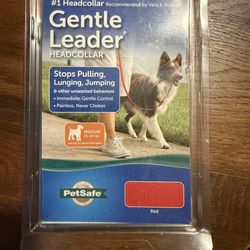 #1 Headcollar Recommended by Vets & Trainers
Gentle
Leader®
HEADCOLLAR
Stops Pulling,
Lunging, Jumping
& other unwanted behaviors
• Immediate, Gentle Control
• Painless, Never Chokes
MEDIUM
PetSafe
Red